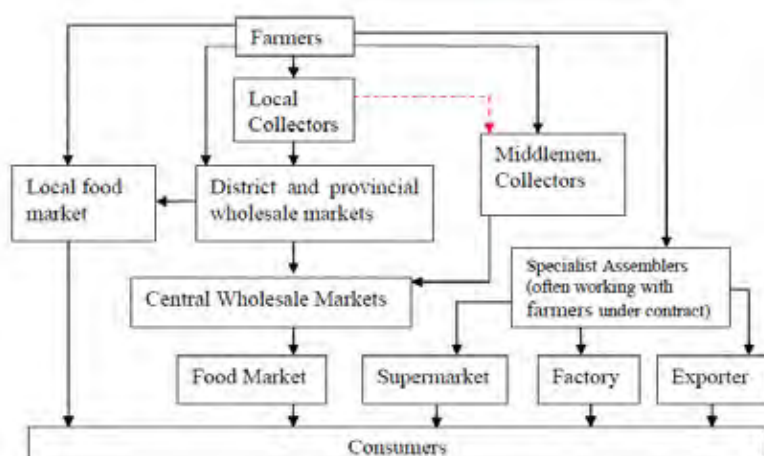 Farmers
Local
Collectors
Middlemen,
Collectors
Local food
market
District and provincial
wholesale markets
Specialist Assemblers
(often working with
farmers under contract)
Central Wholesale Markets
Food Market
Supermarket
Factory
Exporter
Consumers